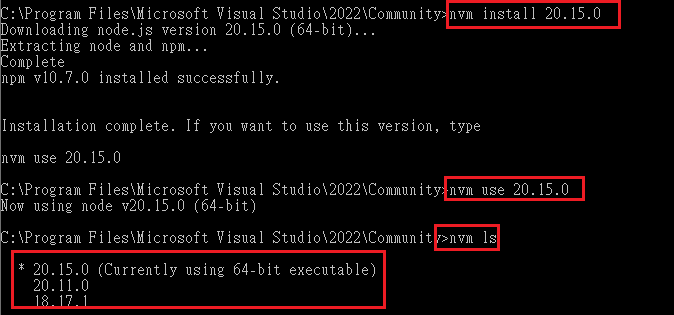 C:\Program Files\Microsoft Visual Studio\2022\Community>nvm install 20.15.0
Downloading node.js version 20.15.0 (64-bit)...
Extracting node and npm...
Complete
npm v10.7.0 installed successfully.
Installation complete. If you want to use this version, type
nvm use 20.15.0
C:\Program Files\Microsoft Visual Studio\2022\Community>nvm use 20.15.0
Now using node v20.15.0 (64-bit)
C:\Program Files\Microsoft Visual Studio\2022\Community>nvm ls
* 20.15.0 (Currently using 64-bit executable)
20.11.0
18.17.1